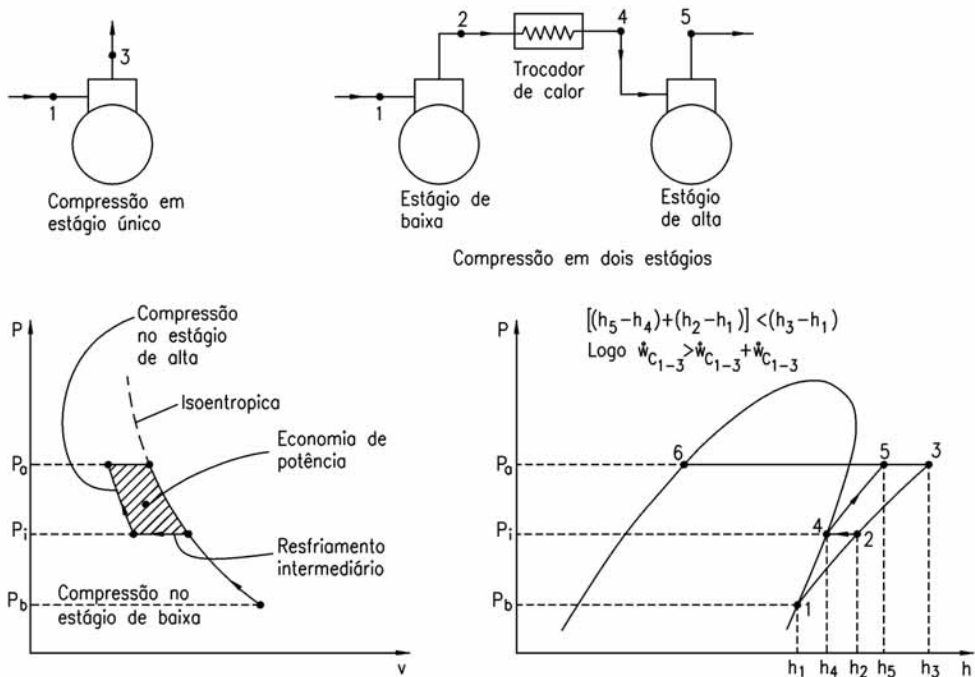 3
1
Compressão em
estágio único
2
4
5
1
Trocador
de calor
Estágio de
baixa
Estágio
de alta
Compressão em dois estágios
P
Compressão
no estágio
de alta
Isoentropica
Economia de
potência
Resfriamento
intermediário
Compressão no
estágio de baixa
Pa
Pi
Pb
v
[(h5-h4)+(h2-h1)] <(h3-h1)
Logo ẇC1-3>ẇC1-3+ẇC1-3
P
Pa
Pi
Pb
6
5
3
4
2
1
h1
h4
h2
h5
h3
h